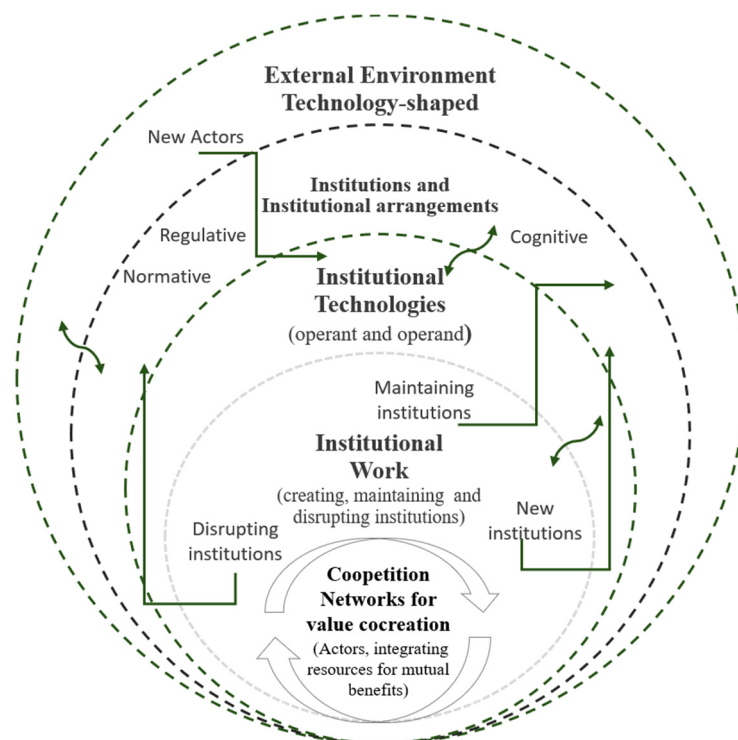 External Environment
Technology-shaped
New Actors
Institutions and
Institutional arrangements
Regulative
Cognitive
Normative
Institutional
Technologies
(operant and operand)
Maintaining
institutions
Institutional
Work
(creating, maintaining and
disrupting institutions)
New
institutions
Disrupting
institutions
Coopetition
Networks for
value cocreation
(Actors, integrating
resources for mutual
benefits)